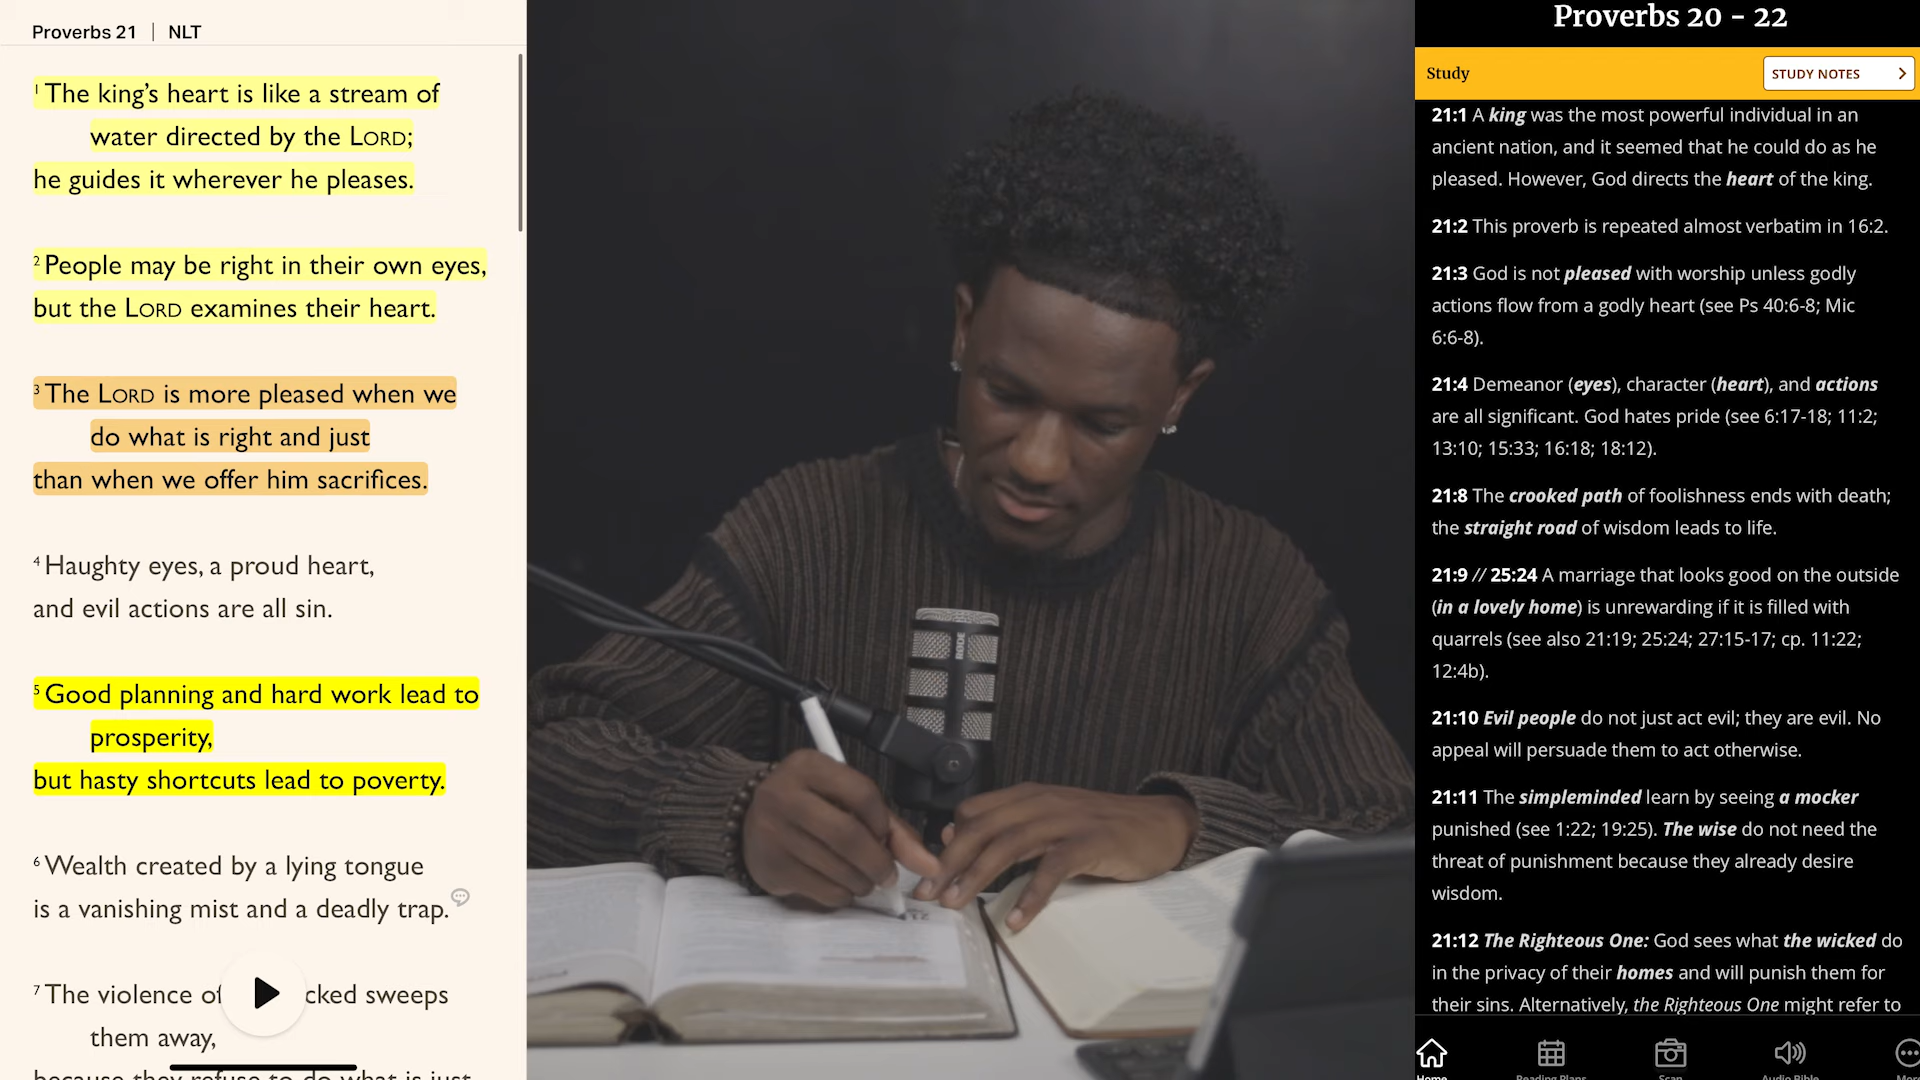 Proverbs 21 | NLT
1 The king’s heart is like a stream of
water directed by the LORD;
he guides it wherever he pleases.
2 People may be right in their own eyes,
but the LORD examines their heart.
3 The LORD is more pleased when we
do what is right and just
than when we offer him sacrifices.
4 Haughty eyes, a proud heart,
and evil actions are all sin.
5 Good planning and hard work lead to
prosperity,
but hasty shortcuts lead to poverty.
6 Wealth created by a lying tongue
is a vanishing mist and a deadly trap.
7 The violence of cked sweeps
them away,
because they refuse to do what is just
RØDE
Proverbs 20 - 22
Study
STUDY NOTES
21:1 A king was the most powerful individual in an
ancient nation, and it seemed that he could do as he
pleased. However, God directs the heart of the king.
21:2 This proverb is repeated almost verbatim in 16:2.
21:3 God is not pleased with worship unless godly
actions flow from a godly heart (see Ps 40:6-8; Mic
6:6-8).
21:4 Demeanor (eyes), character (heart), and actions
are all significant. God hates pride (see 6:17-18; 11:2;
13:10; 15:33; 16:18; 18:12).
21:8 The crooked path of foolishness ends with death;
the straight road of wisdom leads to life.
21:9 // 25:24 A marriage that looks good on the outside
(in a lovely home) is unrewarding if it is filled with
quarrels (see also 21:19; 25:24; 27:15-17; cp. 11:22;
12:4b).
21:10 Evil people do not just act evil; they are evil. No
appeal will persuade them to act otherwise.
21:11 The simpleminded learn by seeing a mocker
punished (see 1:22; 19:25). The wise do not need the
threat of punishment because they already desire
wisdom.
21:12 The Righteous One: God sees what the wicked do
in the privacy of their homes and will punish them for
their sins. Alternatively, the Righteous One might refer to
Home Reading Plans Scan Audio Bible More